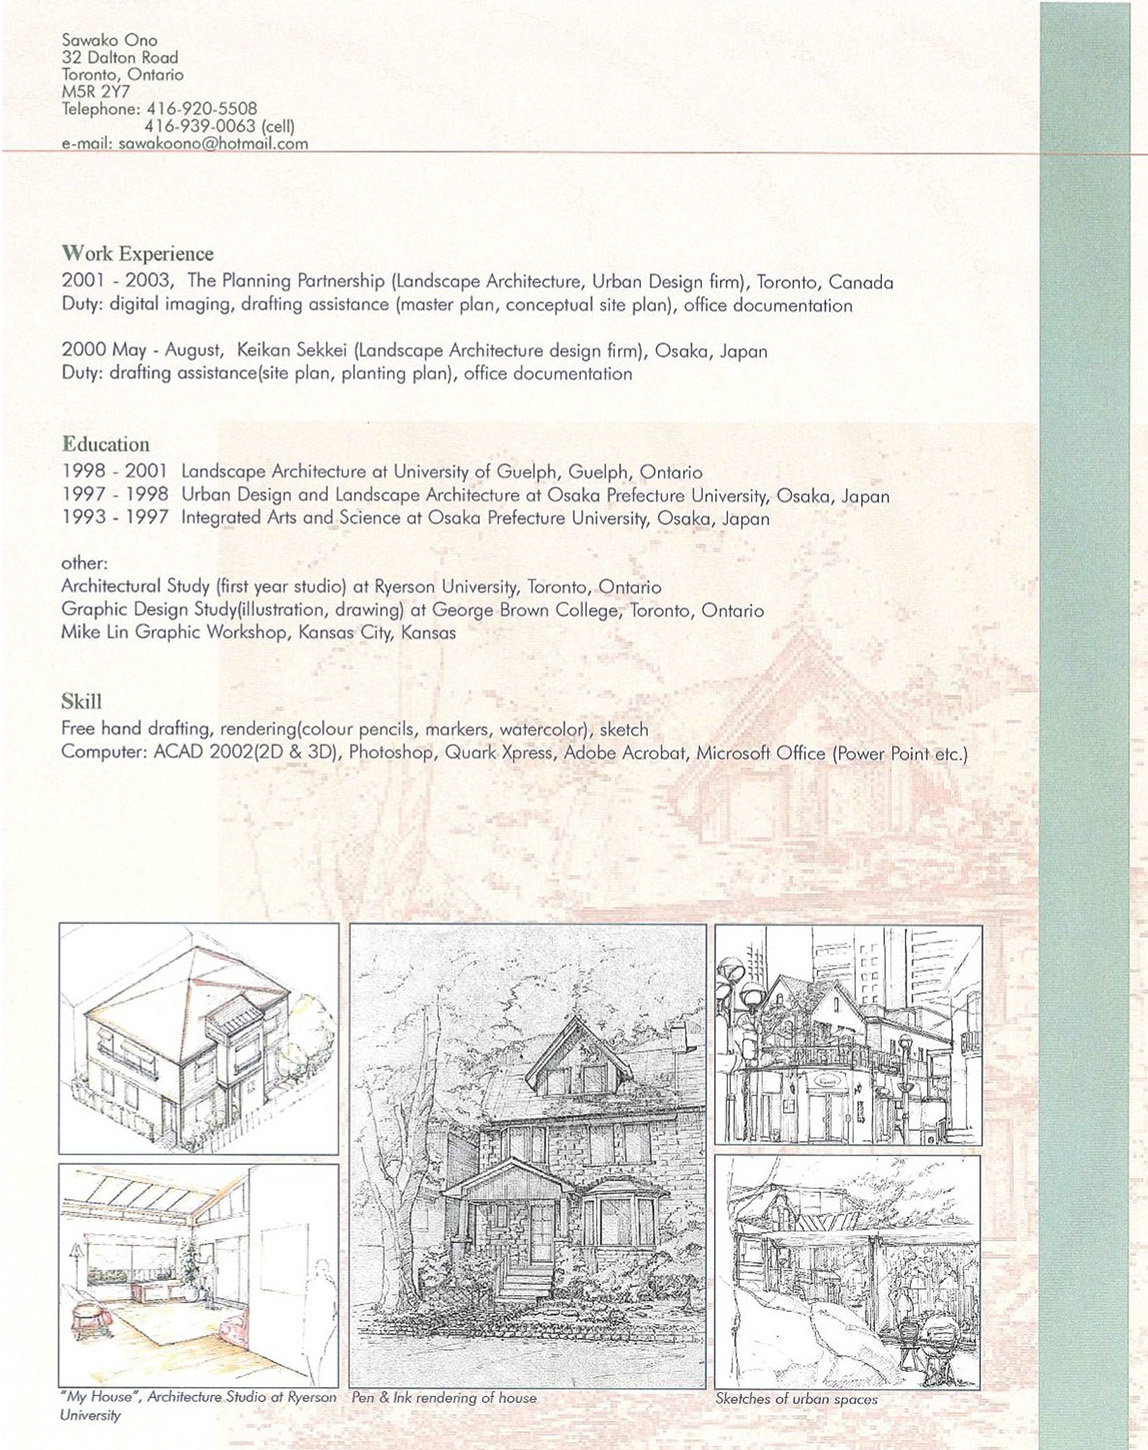 Sawako Ono
32 Dalton Road
Toronto, Ontario
M5R 2Y7
Telephone: 416-920-5508
416-939-0063 (cell)
e-mail: sawakoono@hotmail.com
Work Experience
2001 - 2003, The Planning Partnership (Landscape Architecture, Urban Design firm), Toronto, Canada
Duty: digital imaging, drafting assistance (master plan, conceptual site plan), office documentation
2000 May - August, Keikan Sekkei (Landscape Architecture design firm), Osaka, Japan
Duty: drafting assistance(site plan, planting plan), office documentation
Education
1998 - 2001 Landscape Architecture at University of Guelph, Guelph, Ontario
1997 - 1998 Urban Design and Landscape Architecture at Osaka Prefecture University, Osaka, Japan
1993 - 1997 Integrated Arts and Science at Osaka Prefecture University, Osaka, Japan
other:
Architectural Study (first year studio) at Ryerson University, Toronto, Ontario
Graphic Design Study(illustration, drawing) at George Brown College, Toronto, Ontario
Mike Lin Graphic Workshop, Kansas City, Kansas
Skill
Free hand drafting, rendering(colour pencils, markers, watercolor), sketch
Computer: ACAD 2002(2D & 3D), Photoshop, Quark Xpress, Adobe Acrobat, Microsoft Office (Power Point etc.)
"My House", Architecture Studio at Ryerson
University
Pen & Ink rendering of house
Sketches of urban spaces